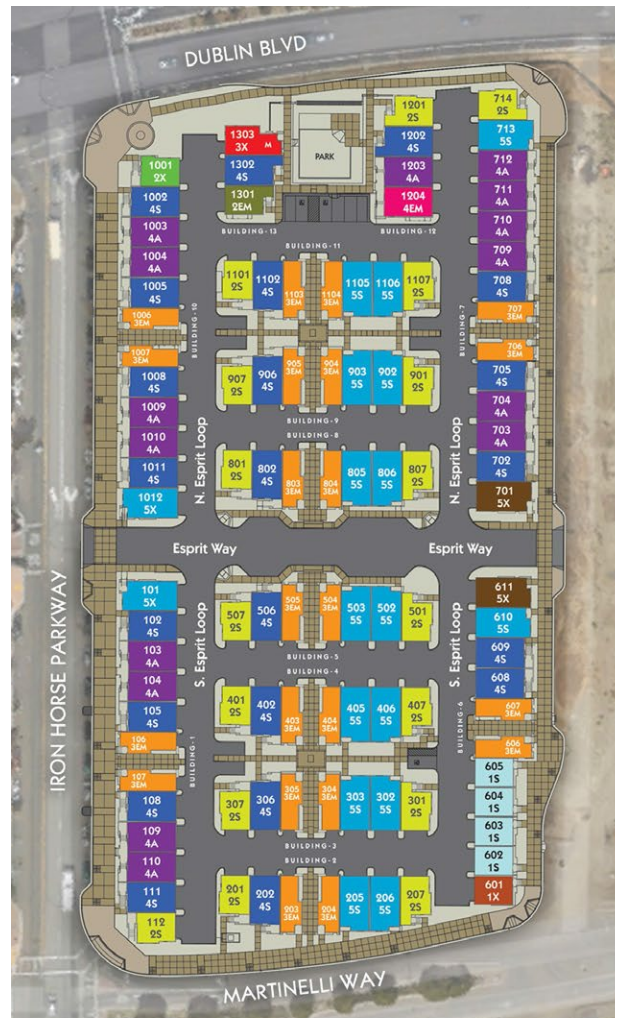 DUBLIN BLVD
1303
3X M
1302
4S
1301
2EM
BUILDING-13
PARK
1201
2S
1202
4S
1203
4A
1204
4EM
BUILDING-12
714
2S
713
5S
712
4A
711
4A
710
4A
709
4A
708
4S
707
3EM
BUILDING-7
706
3EM
705
4S
704
4A
703
4A
702
4S
701
5X
1001
2X
1002
4S
1003
4A
1004
4A
1005
4S
1006
3EM
BUILDING-10
1007
3EM
1008
4S
1009
4A
1010
4A
1011
4S
1012
5X
BUILDING-11
1101
2S
1102
4S
1103
3EM
1104
3EM
1105
5S
1106
5S
1107
2S
907
2S
906
4S
905
3EM
904
3EM
903
5S
902
5S
901
2S
BUILDING-9
BUILDING-8
801
2S
802
4S
803
3EM
804
3EM
805
5S
806
5S
807
2S
N. Esprit Loop
N. Esprit Loop
Esprit Way
Esprit Way
IRON HORSE PARKWAY
S. Esprit Loop
S. Esprit Loop
101
5X
102
4S
103
4A
104
4A
105
4S
106
3EM
BUILDING-1
107
3EM
108
4S
109
4A
110
4A
111
4S
112
2S
507
2S
506
4S
505
3EM
504
3EM
503
5S
502
5S
501
2S
BUILDING-5
BUILDING-4
401
2S
402
4S
403
3EM
404
3EM
405
5S
406
5S
407
2S
307
2S
306
4S
305
3EM
304
3EM
303
5S
302
5S
301
2S
BUILDING-3
BUILDING-2
201
2S
202
4S
203
3EM
204
3EM
205
5S
206
5S
207
2S
611
5X
610
5S
609
4S
608
4S
607
3EM
BUILDING-6
606
3EM
605
1S
604
1S
603
1S
602
1S
601
1X
MARTINELLI WAY